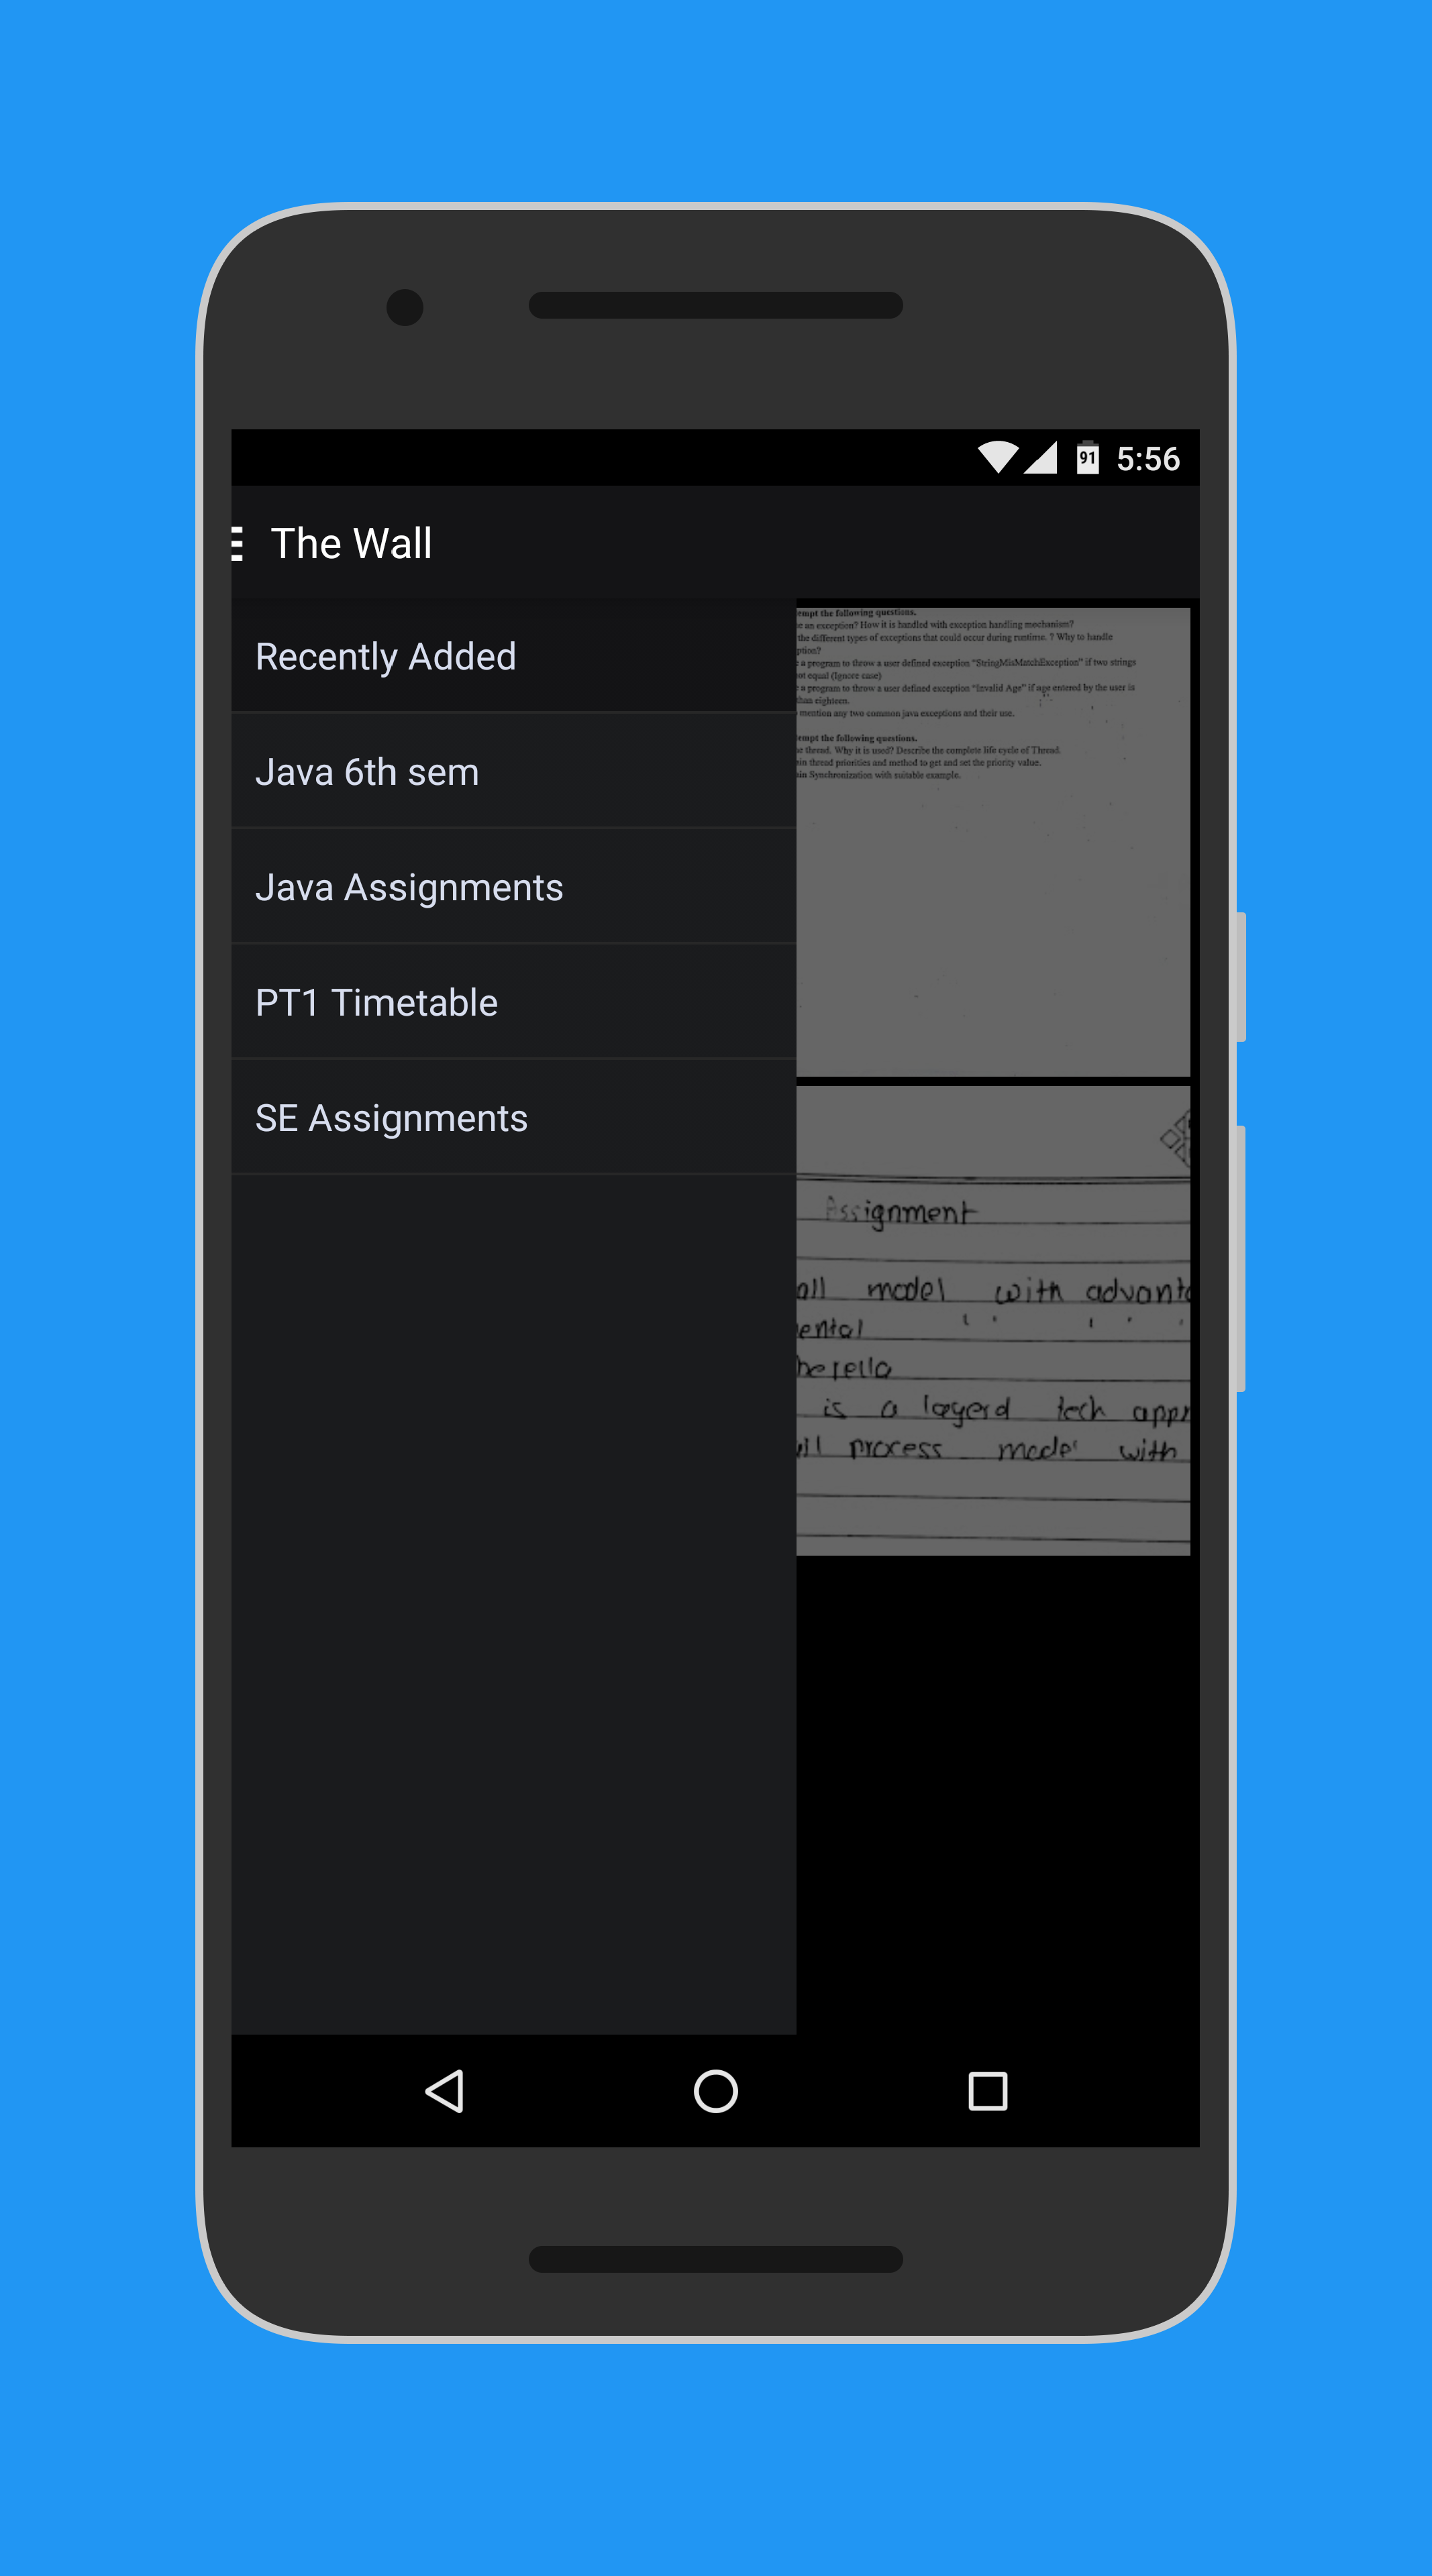 91 5:56
The Wall
Recently Added
Java 6th sem
Java Assignments
PT1 Timetable
SE Assignments
empt the following questions.
e an exception? How it is handled with exception handling mechanism?
the different types of exceptions that could occur during runtime. ? Why to handle
ption?
a program to throw a user defined exception “StringMisMatchException” if two strings
ot equal (Ignore case)
a program to throw a user defined exception “Invalid Age” if age entered by the user is
than eighteen.
mention any two common java exceptions and their use.
empt the following questions.
thread. Why it is used? Describe the complete life cycle of Thread.
in thread priorities and method to get and set the priority value.
in Synchronization with suitable example.
Assignment
all model with advanta
ental
is a layerd tech appr
process model with